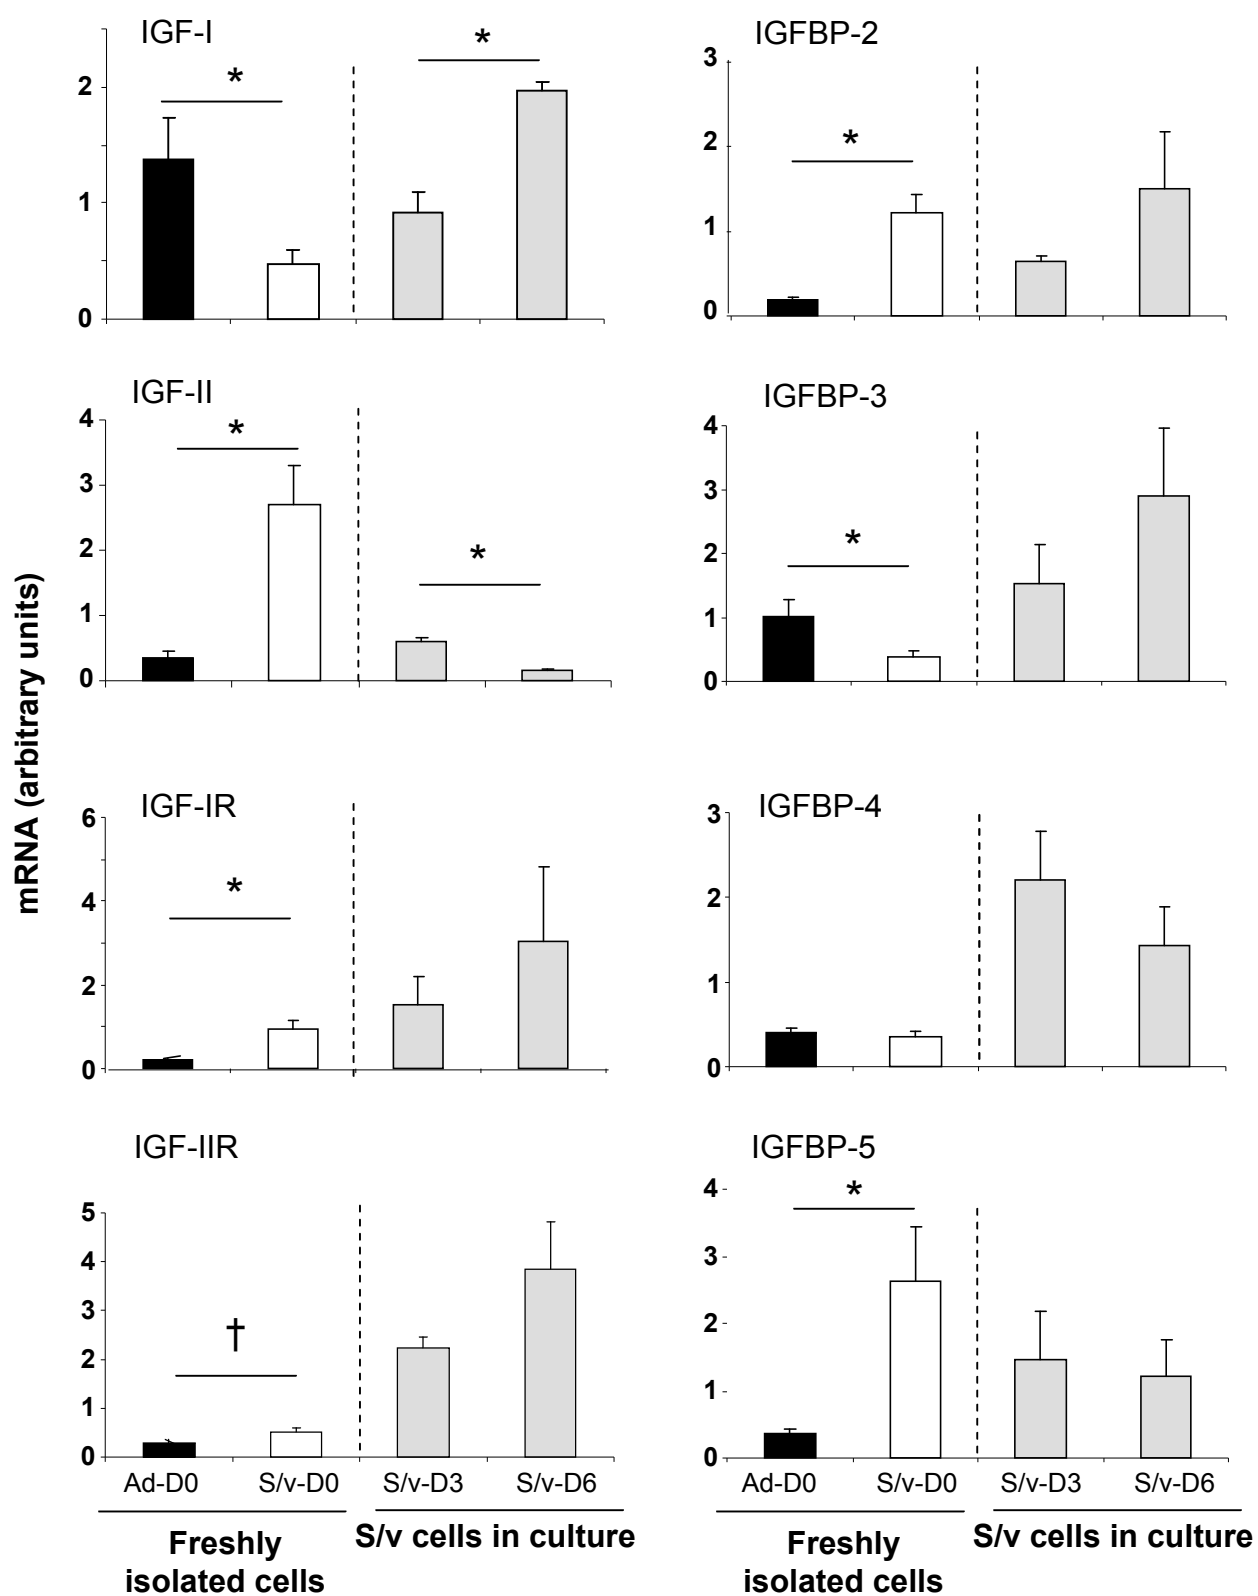 mRNA (arbitrary units)
IGF-I
*
*
2
1
0
IGFBP-2
*
3
2
1
0
IGF-II
*
*
4
3
2
1
0
IGFBP-3
*
4
3
2
1
0
IGF-IR
*
6
4
2
0
IGFBP-4
3
2
1
0
IGF-IIR
†
5
4
3
2
1
0
IGFBP-5
*
4
3
2
1
0
Ad-D0 S/v-D0 S/v-D3 S/v-D6
Freshly
isolated cells
S/v cells in culture
Ad-D0 S/v-D0 S/v-D3 S/v-D6
Freshly
isolated cells
S/v cells in culture